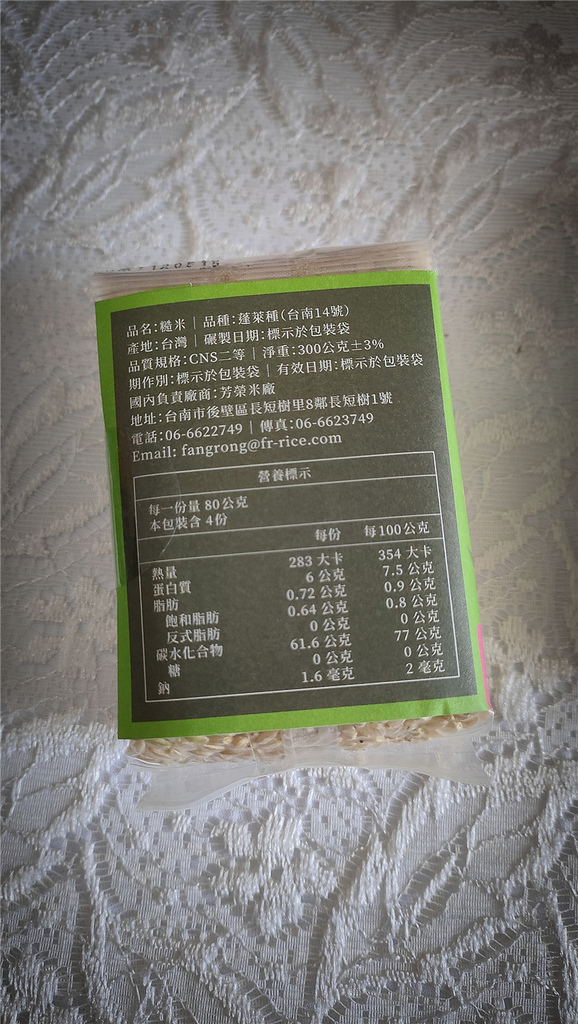 品名:糙米｜品種:蓬萊種(台南14號)
產地:台灣｜碾製日期:標示於包裝袋
品質規格:CNS二等｜淨重:300公克±3%
期作別:標示於包裝袋｜有效日期:標示於包裝袋
國內負責廠商:芳榮米廠
地址:台南市後壁區長短樹里8鄰長短樹1號
電話:06-6622749｜傳真:06-6623749
Email: fangrong@fr-rice.com
營養標示
每一份量 80公克
本包裝含 4份
每份 每100公克
熱量 283 大卡 354 大卡
蛋白質 6 公克 7.5 公克
脂肪 0.72 公克 0.9 公克
飽和脂肪 0.64 公克 0.8 公克
反式脂肪 0 公克 0 公克
碳水化合物 61.6 公克 77 公克
糖 0 公克 0 公克
鈉 1.6 毫克 2 毫克